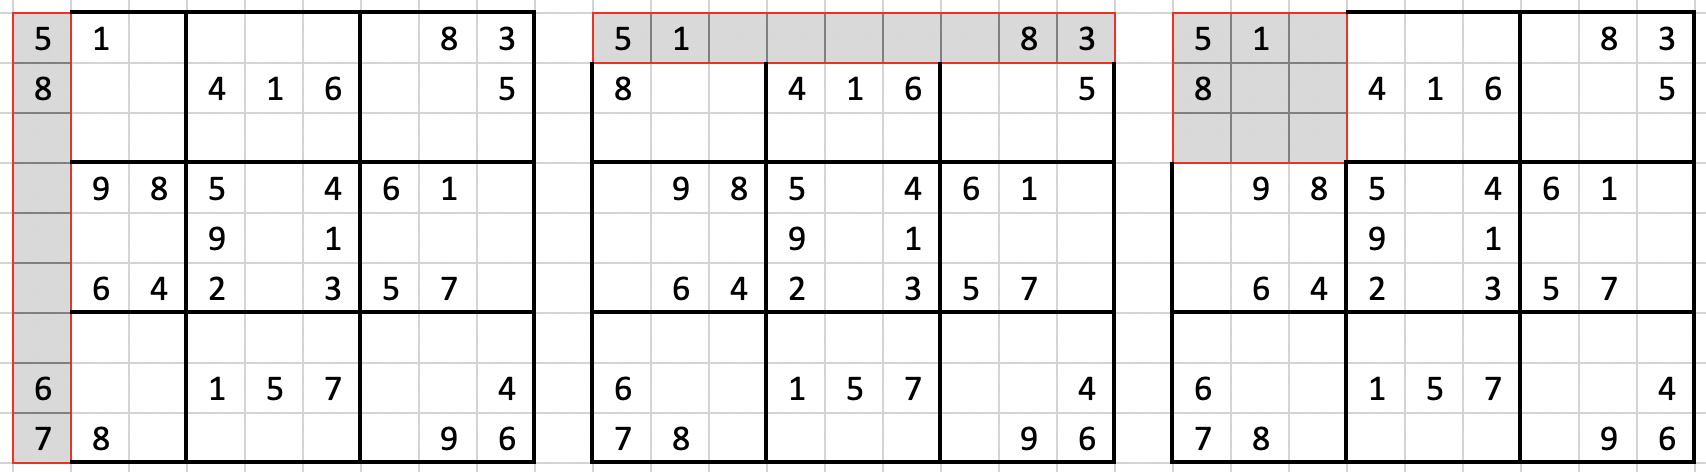 5 1 8 3 5 1 8 3 5 1 8 3
8 4 1 6 5 8 4 1 6 5 8 4 1 6 5
9 8 5 4 6 1 9 8 5 4 6 1 9 8 5 4 6 1
9 1 9 1 9 1
6 4 2 3 5 7 6 4 2 3 5 7 6 4 2 3 5 7
6 1 5 7 4 6 1 5 7 4 6 1 5 7 4
7 8 9 6 7 8 9 6 7 8 9 6